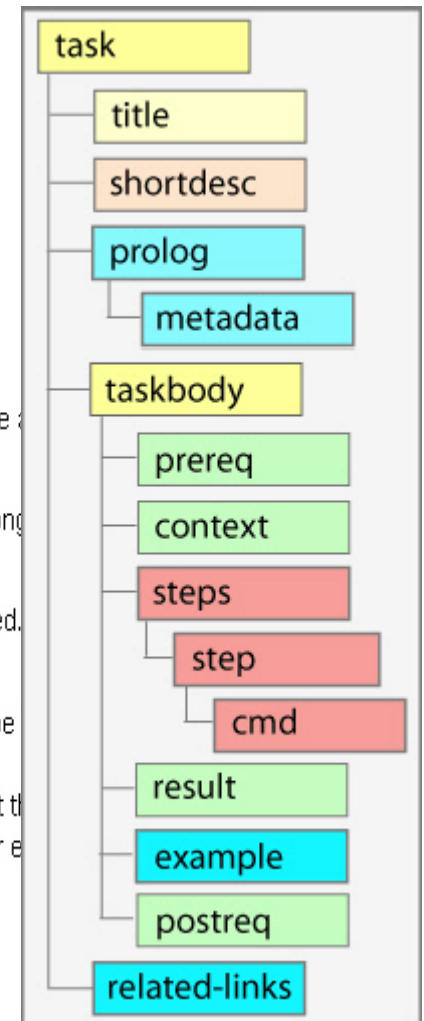 task
title
shortdesc
prolog
metadata
taskbody
prereq
context
steps
step
cmd
result
example
postreq
related-links